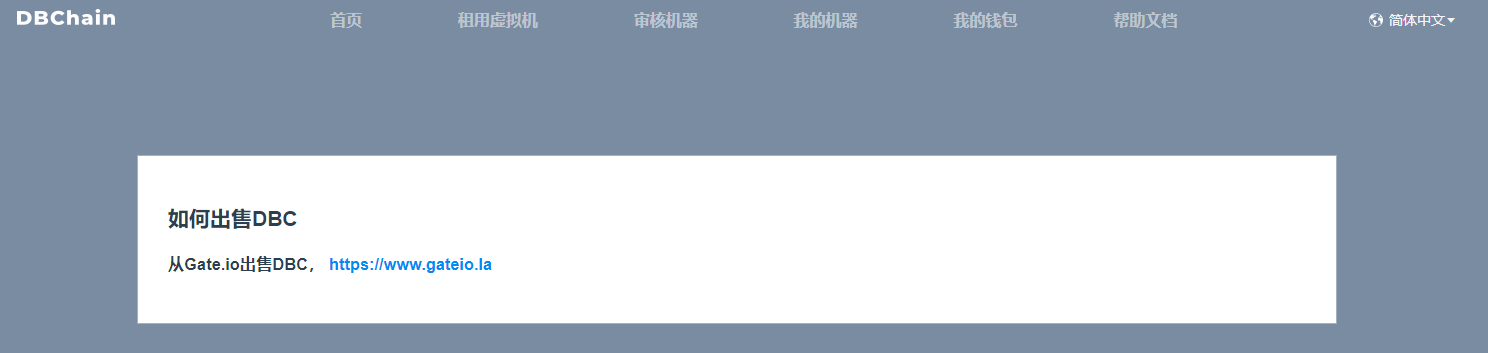 DBChain 首页 租用虚拟机 审核机器 我的机器 我的钱包 帮助文档 简体中文
如何出售DBC
从Gate.io出售DBC， https://www.gateio.la